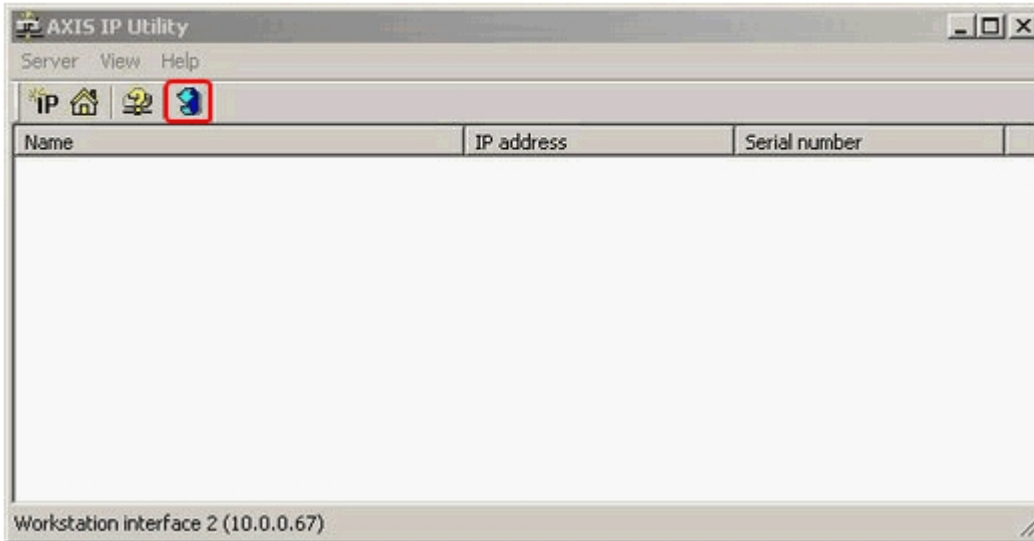 AXIS IP Utility
Server View Help
IP
Name IP address Serial number
Workstation interface 2 (10.0.0.67)